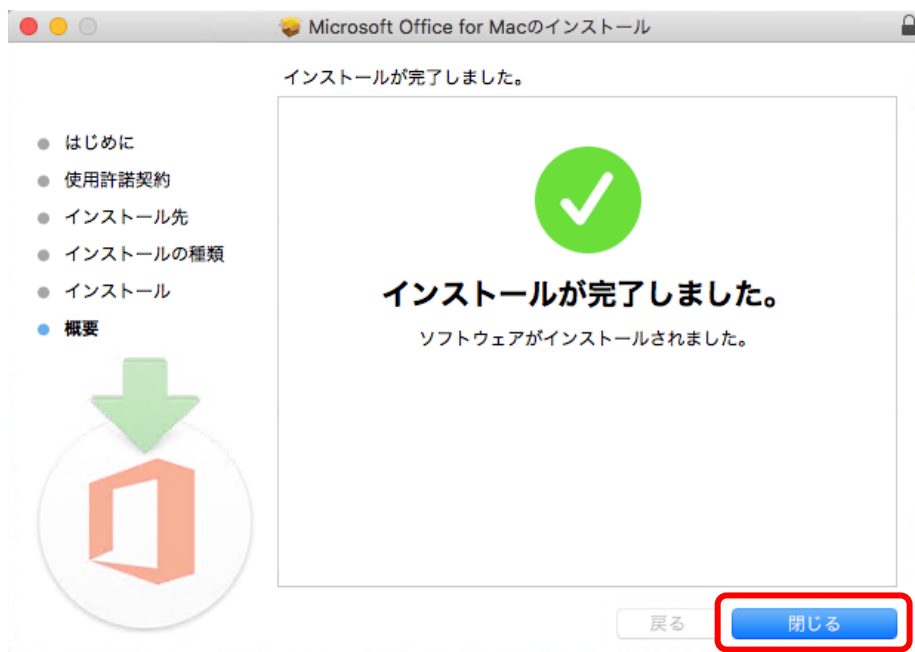 Microsoft Office for Macのインストール
インストールが完了しました。
はじめに
使用許諾契約
インストール先
インストールの種類
インストール
概要
インストールが完了しました。
ソフトウェアがインストールされました。
戻る
閉じる